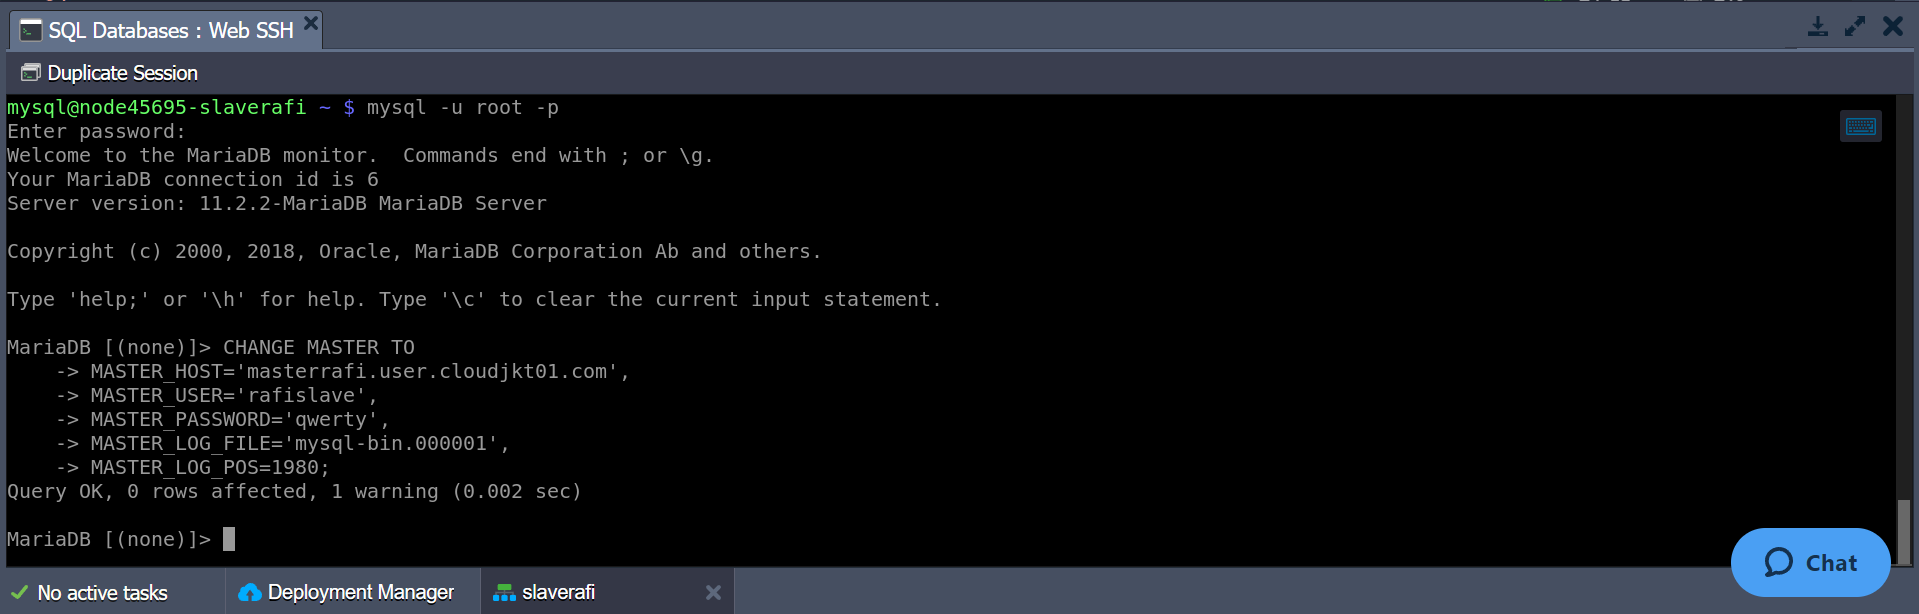 SQL Databases : Web SSH
Duplicate Session
mysql@node45695-slaverafi ~ $ mysql -u root -p
Enter password:
Welcome to the MariaDB monitor.  Commands end with ; or \g.
Your MariaDB connection id is 6
Server version: 11.2.2-MariaDB MariaDB Server
Copyright (c) 2000, 2018, Oracle, MariaDB Corporation Ab and others.
Type 'help;' or '\h' for help. Type '\c' to clear the current input statement.
MariaDB [(none)]> CHANGE MASTER TO
    -> MASTER_HOST='masterrafi.user.cloudjkt01.com',
    -> MASTER_USER='rafislave',
    -> MASTER_PASSWORD='qwerty',
    -> MASTER_LOG_FILE='mysql-bin.000001',
    -> MASTER_LOG_POS=1980;
Query OK, 0 rows affected, 1 warning (0.002 sec)
MariaDB [(none)]>
Chat
No active tasks
Deployment Manager
slaverafi